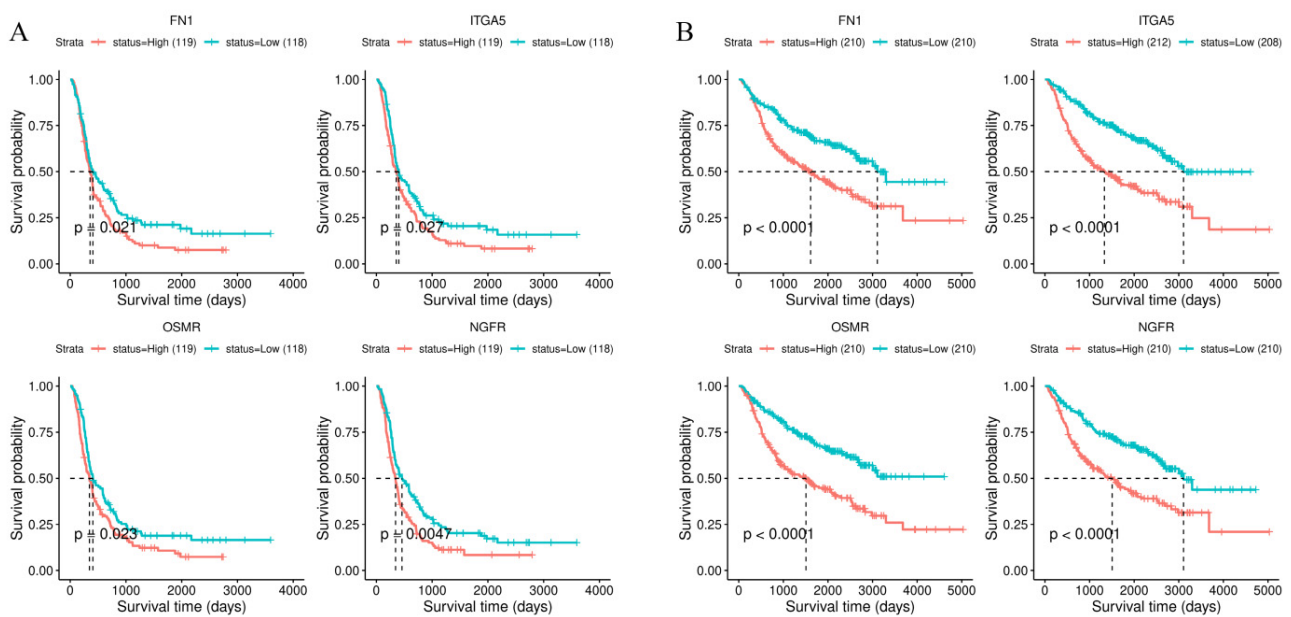 A
FN1
Strata status=High (119) status=Low (118)
Survival probability
1.00
0.75
0.50
0.25
0.00
p = 0.021
0 1000 2000 3000 4000
Survival time (days)
ITGA5
status=High (119) status=Low (118)
Survival probability
1.00
0.75
0.50
0.25
0.00
p = 0.027
0 1000 2000 3000 4000
Survival time (days)
OSMR
Strata status=High (119) status=Low (118)
Survival probability
1.00
0.75
0.50
0.25
0.00
p = 0.023
0 1000 2000 3000 4000
Survival time (days)
NGFR
status=High (119) status=Low (118)
Survival probability
1.00
0.75
0.50
0.25
0.00
p = 0.0047
0 1000 2000 3000 4000
Survival time (days)
B
FN1
Strata status=High (210) status=Low (210)
Survival probability
1.00
0.75
0.50
0.25
0.00
p < 0.0001
0 1000 2000 3000 4000 5000
Survival time (days)
ITGA5
Strata status=High (212) status=Low (208)
Survival probability
1.00
0.75
0.50
0.25
0.00
p < 0.0001
0 1000 2000 3000 4000 5000
Survival time (days)
OSMR
Strata status=High (210) status=Low (210)
Survival probability
1.00
0.75
0.50
0.25
0.00
p < 0.0001
0 1000 2000 3000 4000 5000
Survival time (days)
NGFR
Strata status=High (210) status=Low (210)
Survival probability
1.00
0.75
0.50
0.25
0.00
p < 0.0001
0 1000 2000 3000 4000 5000
Survival time (days)